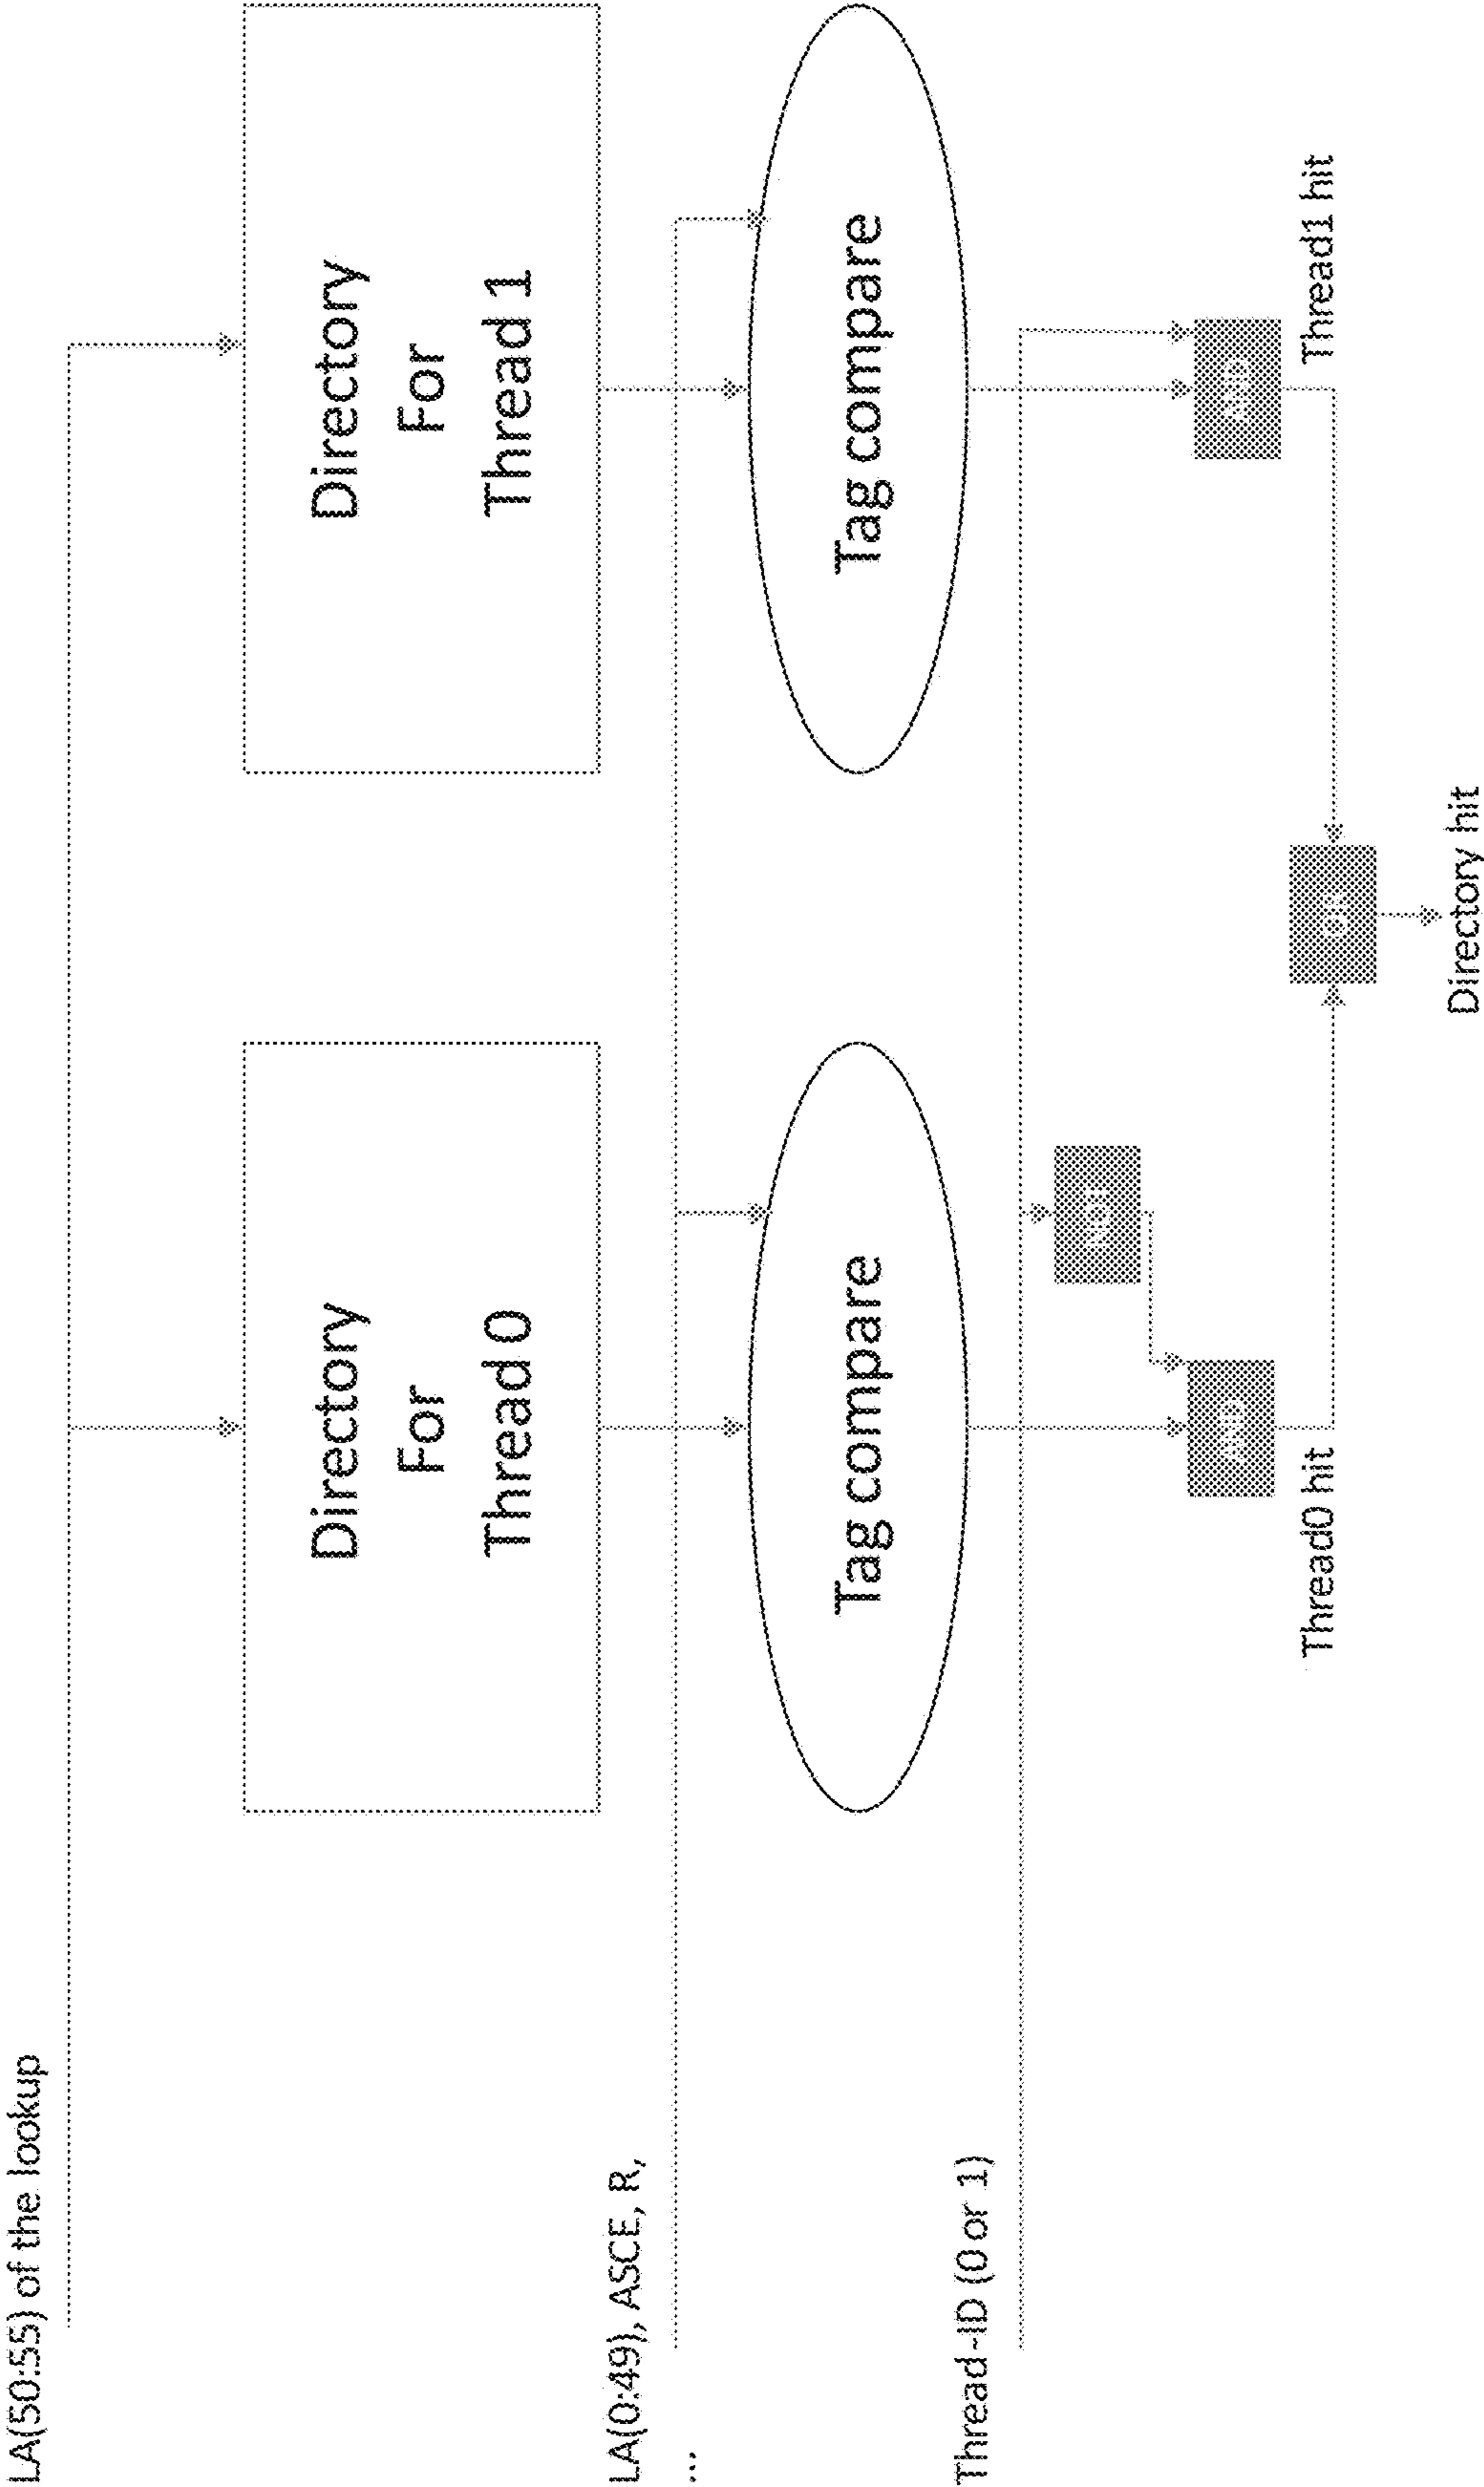 LA(50:55) of the lookup
Directory
For
Thread 0
Directory
For
Thread 1
LA(0:49), ASCE, R,
...
Tag compare
Tag compare
Thread-ID (0 or 1)
Thread0 hit
Thread1 hit
Directory hit